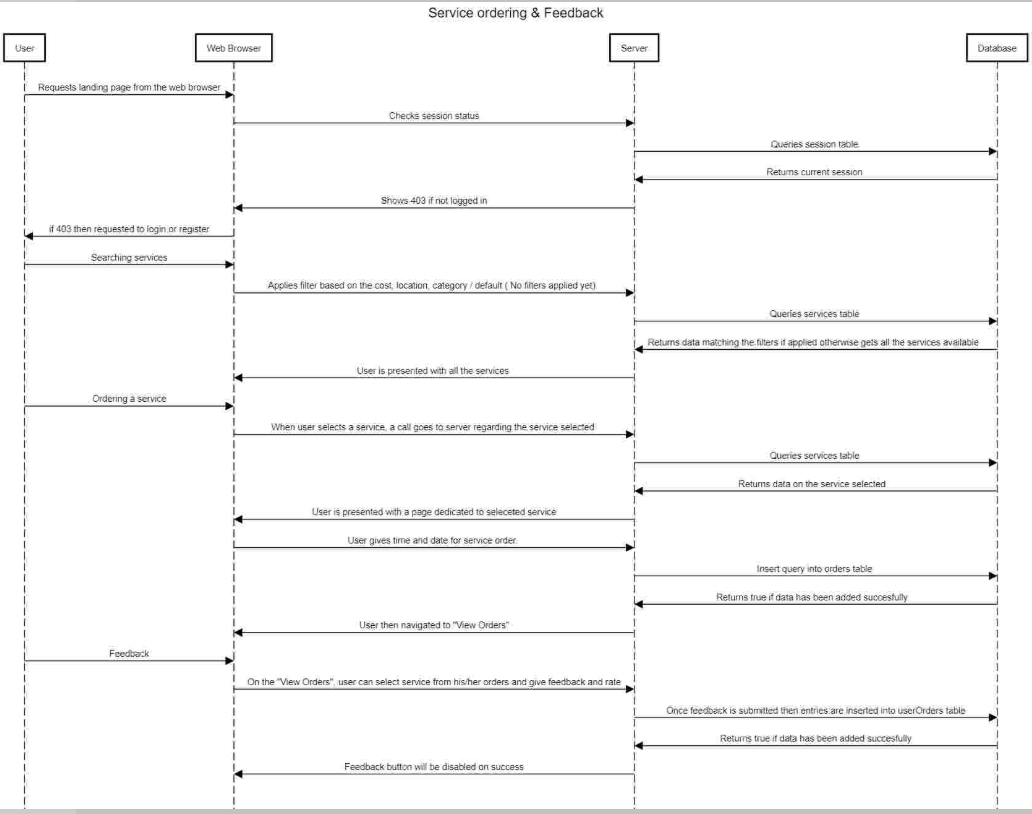 Service ordering & Feedback
User
Web Browser
Server
Database
Requests landing page from the web browser
Checks session status
Queries session table
Returns current session
Shows 403 if not logged in
if 403 then requested to login or register
Searching services
Applies filter based on the cost, location, category / default ( No filters applied yet)
Queries services table
Returns data matching the filters if applied otherwise gets all the services available
User is presented with all the services
Ordering a service
When user selects a service, a call goes to server regarding the service selected
Queries services table
Returns data on the service selected
User is presented with a page dedicated to seleceted service
User gives time and date for service order
Insert query into orders table
Returns true if data has been added succesfully
User then navigated to "View Orders"
Feedback
On the "View Orders", user can select service from his/her orders and give feedback and rate
Once feedback is submitted then entries are inserted into userOrders table
Returns true if data has been added succesfully
Feedback button will be disabled on success